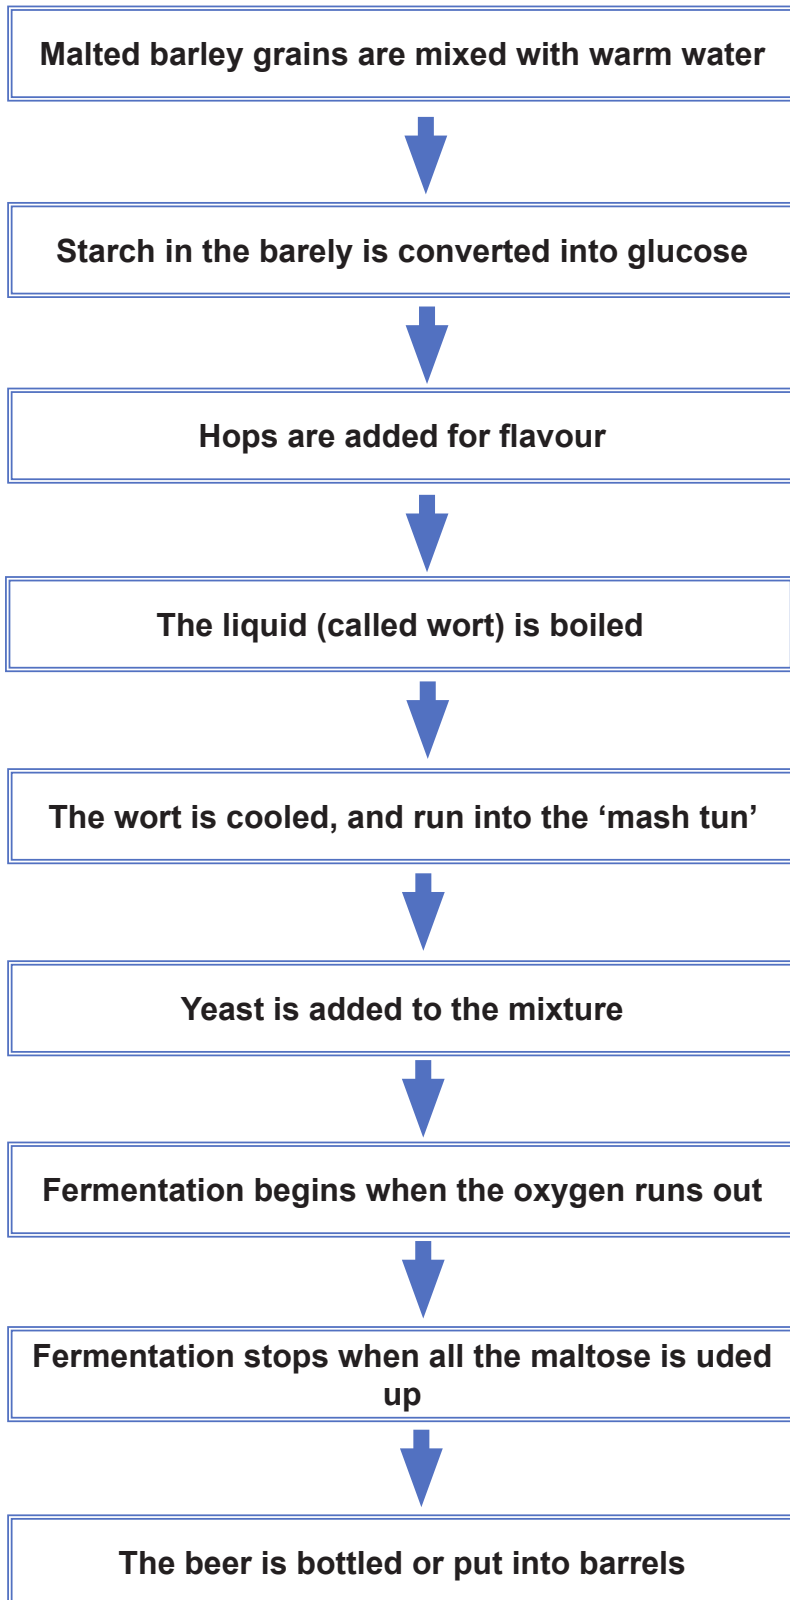 Malted barley grains are mixed with warm water
Starch in the barely is converted into glucose
Hops are added for flavour
The liquid (called wort) is boiled
The wort is cooled, and run into the ‘mash tun’
Yeast is added to the mixture
Fermentation begins when the oxygen runs out
Fermentation stops when all the maltose is uded
up
The beer is bottled or put into barrels